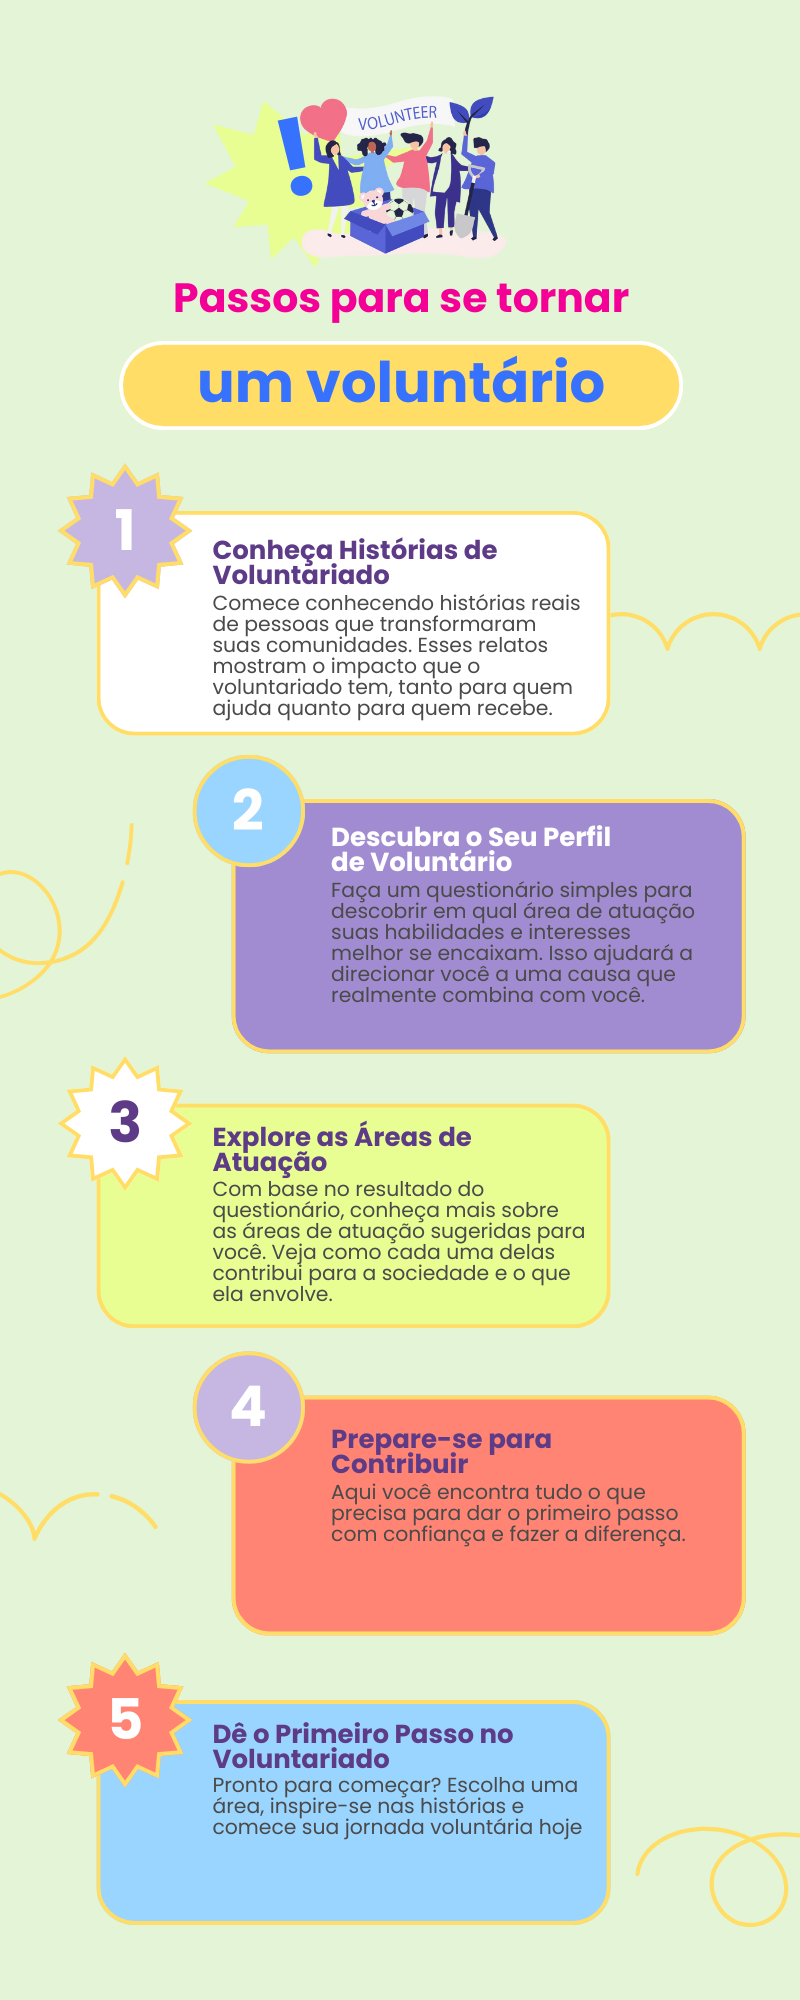 !
VOLUNTEER
Passos para se tornar
um voluntário
1
Conheça Histórias de
Voluntariado
Comece conhecendo histórias reais
de pessoas que transformaram
suas comunidades. Esses relatos
mostram o impacto que o
voluntariado tem, tanto para quem
ajuda quanto para quem recebe.
2
Descubra o Seu Perfil
de Voluntário
Faça um questionário simples para
descobrir em qual área de atuação
suas habilidades e interesses
melhor se encaixam. Isso ajudará a
direcionar você a uma causa que
realmente combina com você.
3
Explore as Áreas de
Atuação
Com base no resultado do
questionário, conheça mais sobre
as áreas de atuação sugeridas para
você. Veja como cada uma delas
contribui para a sociedade e o que
ela envolve.
4
Prepare-se para
Contribuir
Aqui você encontra tudo o que
precisa para dar o primeiro passo
com confiança e fazer a diferença.
5
Dê o Primeiro Passo no
Voluntariado
Pronto para começar? Escolha uma
área, inspire-se nas histórias e
comece sua jornada voluntária hoje